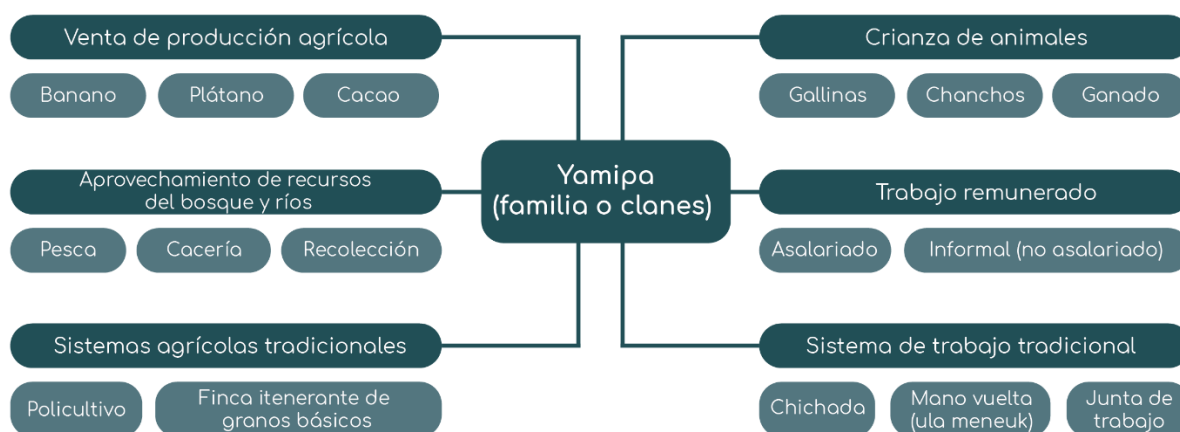 Venta de producción agrícola
Banano
Plátano
Cacao
Aprovechamiento de recursos
del bosque y ríos
Pesca
Cacería
Recolección
Sistemas agrícolas tradicionales
Policultivo
Finca itenerante de
granos básicos
Yamipa
(familia o clanes)
Crianza de animales
Gallinas
Chanchos
Ganado
Trabajo remunerado
Asalariado
Informal (no asalariado)
Sistema de trabajo tradicional
Chichada
Mano vuelta
(ula meneuk)
Junta de
trabajo